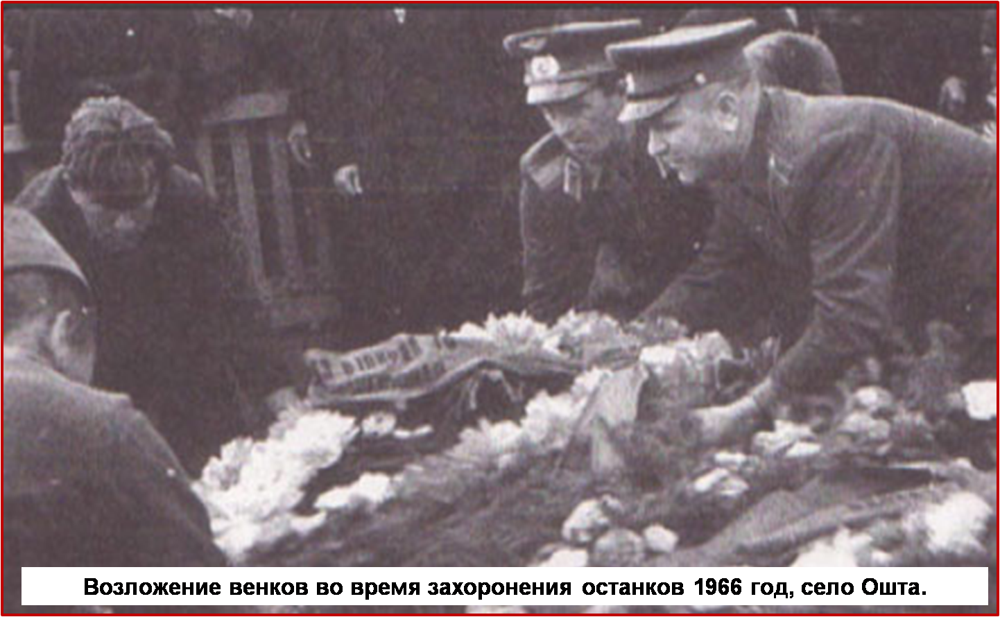 Возложение венков во время захоронения останков 1966 год, село Ошта.